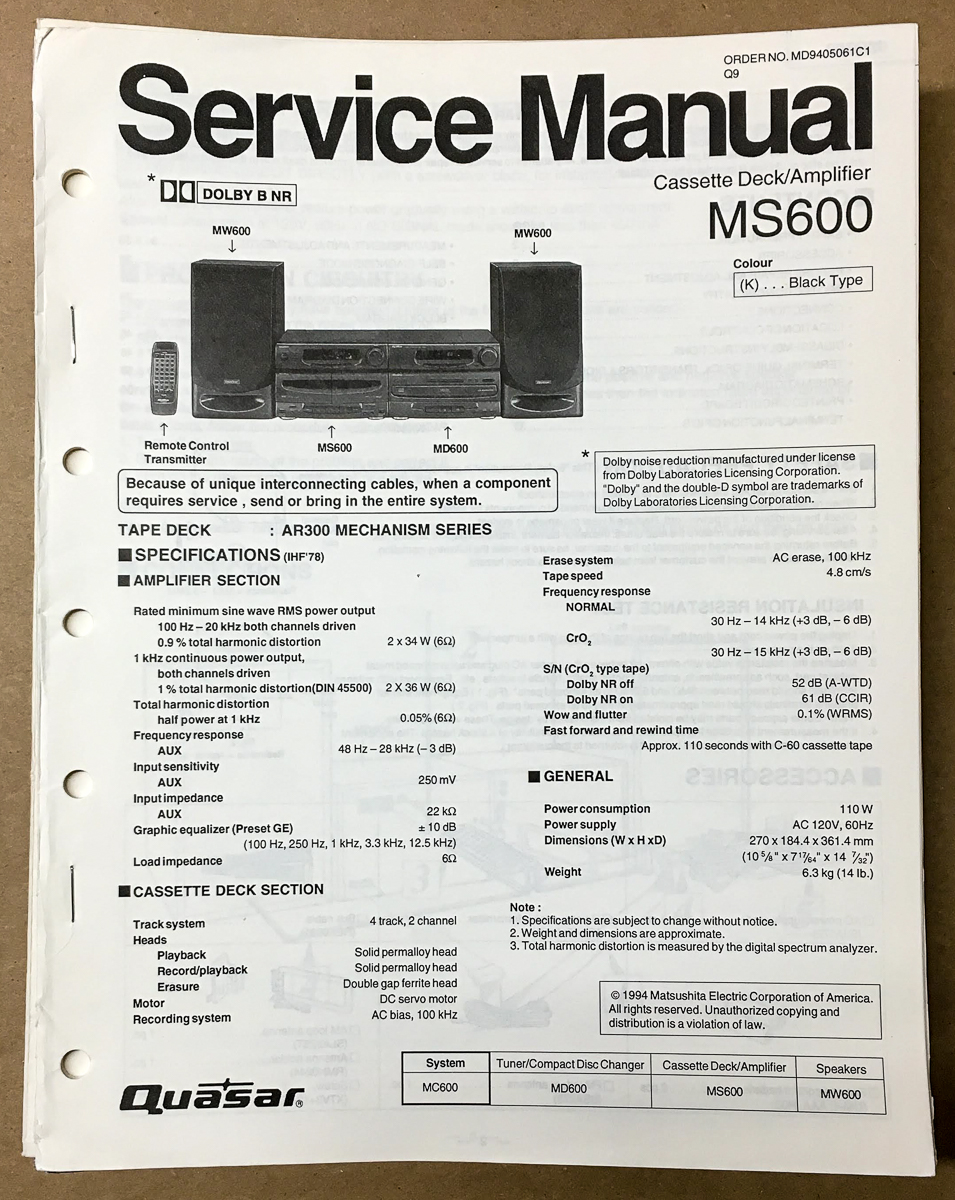 ORDER NO. MD9405061C1
Q9
Service Manual
Cassette Deck/Amplifier
MS600
* DOLBY B NR
Colour
(K) . . . Black Type
MW600
MW600
Remote Control
Transmitter
MS600
MD600
Because of unique interconnecting cables, when a component
requires service , send or bring in the entire system.
* Dolby noise reduction manufactured under license
from Dolby Laboratories Licensing Corporation.
"Dolby" and the double-D symbol are trademarks of
Dolby Laboratories Licensing Corporation.
TAPE DECK : AR300 MECHANISM SERIES
■ SPECIFICATIONS (IHF'78)
■ AMPLIFIER SECTION
Rated minimum sine wave RMS power output
100 Hz – 20 kHz both channels driven
0.9 % total harmonic distortion 2 x 34 W (6Ω)
1 kHz continuous power output,
both channels driven
1 % total harmonic distortion(DIN 45500) 2 X 36 W (6Ω)
Total harmonic distortion
half power at 1 kHz 0.05% (6Ω)
Frequency response
AUX 48 Hz – 28 kHz (– 3 dB)
Input sensitivity
AUX 250 mV
Input impedance
AUX 22 kΩ
Graphic equalizer (Preset GE) ± 10 dB
(100 Hz, 250 Hz, 1 kHz, 3.3 kHz, 12.5 kHz)
Load impedance 6Ω
■ CASSETTE DECK SECTION
Track system 4 track, 2 channel
Heads
Playback Solid permalloy head
Record/playback Solid permalloy head
Erasure Double gap ferrite head
Motor DC servo motor
Recording system AC bias, 100 kHz
Erase system AC erase, 100 kHz
Tape speed 4.8 cm/s
Frequency response
NORMAL
30 Hz – 14 kHz (+3 dB, – 6 dB)
CrO₂
30 Hz – 15 kHz (+3 dB, – 6 dB)
S/N (CrO₂ type tape)
Dolby NR off 52 dB (A-WTD)
Dolby NR on 61 dB (CCIR)
Wow and flutter 0.1% (WRMS)
Fast forward and rewind time
Approx. 110 seconds with C-60 cassette tape
■ GENERAL
Power consumption 110 W
Power supply AC 120V, 60Hz
Dimensions (W x H xD) 270 x 184.4 x 361.4 mm
(10 5/8" x 7 17/64" x 14 7/32")
Weight 6.3 kg (14 lb.)
Note :
1. Specifications are subject to change without notice.
2. Weight and dimensions are approximate.
3. Total harmonic distortion is measured by the digital spectrum analyzer.
© 1994 Matsushita Electric Corporation of America.
All rights reserved. Unauthorized copying and
distribution is a violation of law.
Quasar®
System Tuner/Compact Disc Changer Cassette Deck/Amplifier Speakers
MC600 MD600 MS600 MW600